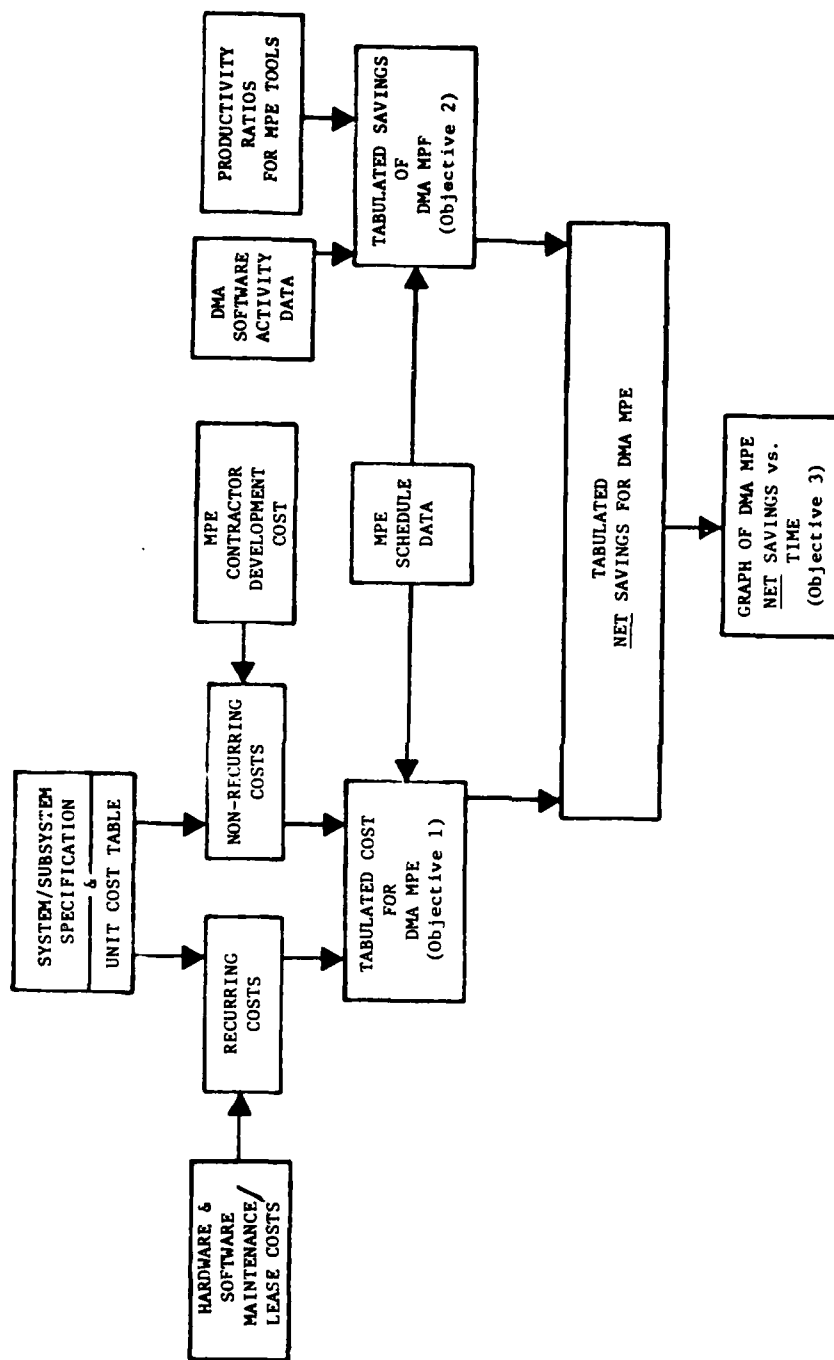 SYSTEM/SUBSYSTEM
SPECIFICATION
&
UNIT COST TABLE
HARDWARE &
SOFTWARE
MAINTENANCE/
LEASE COSTS
RECURRING
COSTS
NON-RECURRING
COSTS
MPE
CONTRACTOR
DEVELOPMENT
COST
DMA
SOFTWARE
ACTIVITY
DATA
PRODUCTIVITY
RATIOS
FOR MPE TOOLS
TABULATED COST
FOR
DMA MPE
(Objective 1)
MPE
SCHEDULE
DATA
TABULATED SAVINGS
OF
DMA MPF
(Objective 2)
TABULATED
NET SAVINGS FOR DMA MPE
GRAPH OF DMA MPE
NET SAVINGS vs.
TIME
(Objective 3)